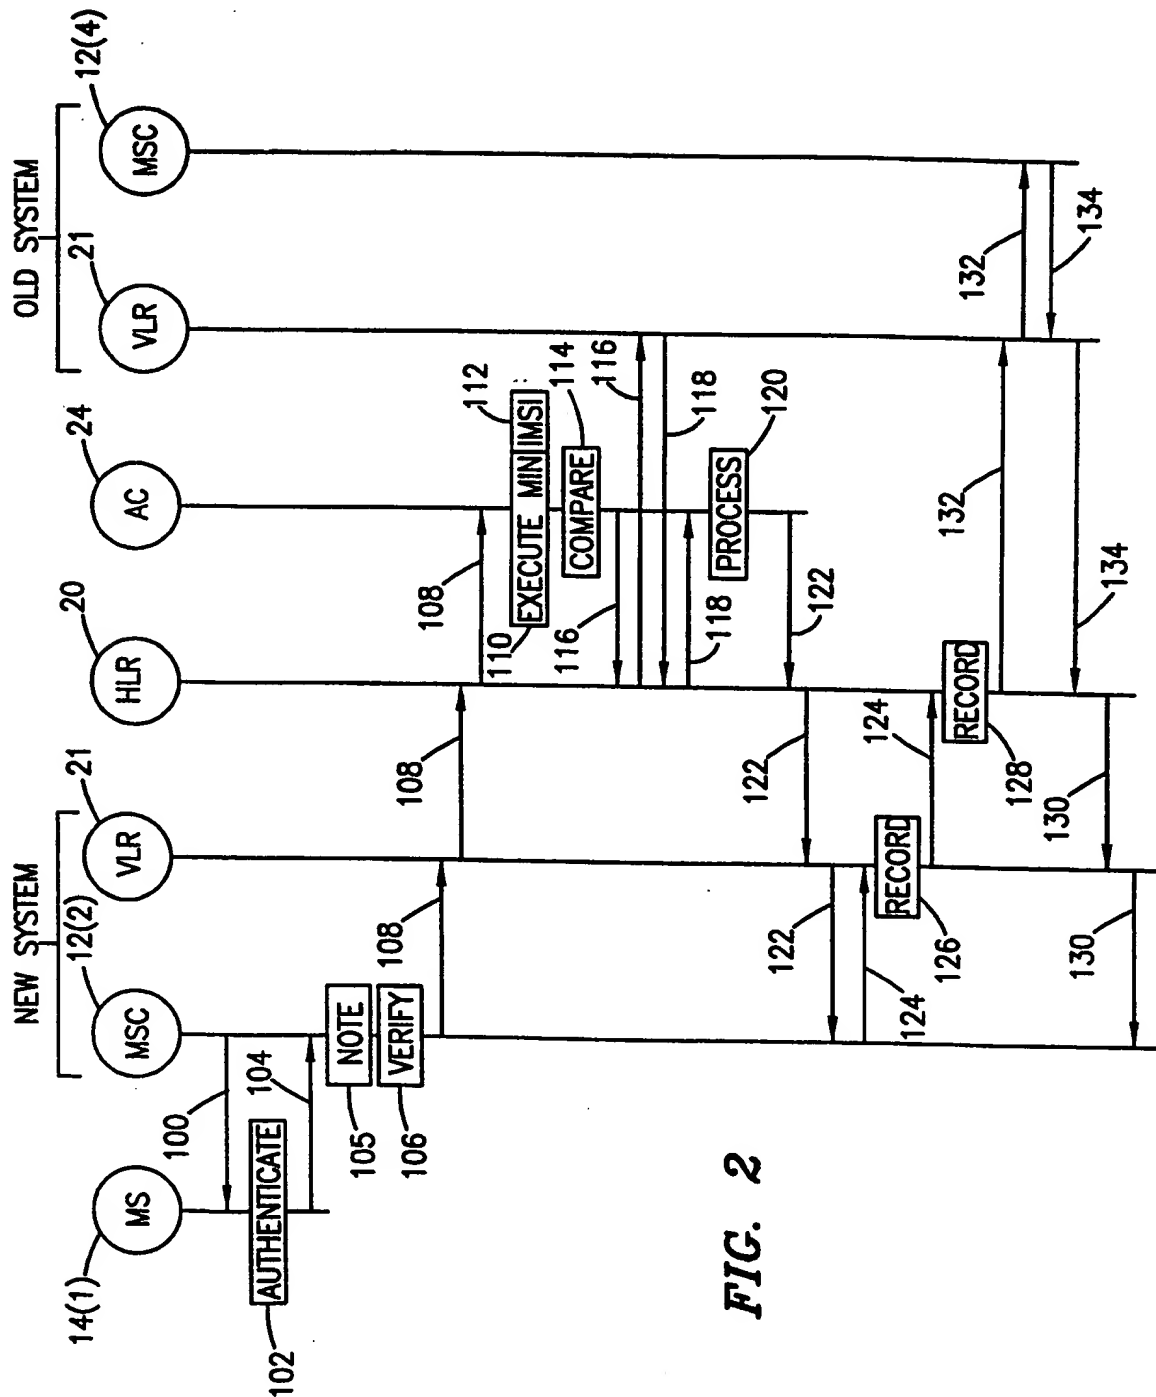 NEW SYSTEM
OLD SYSTEM
14(1)
12(2)
21
20
24
21
12(4)
MS
MSC
VLR
HLR
AC
VLR
MSC
100
102
AUTHENTICATE
104
105
NOTE
106
VERIFY
108
108
108
110
EXECUTE MIN IMSI
112
COMPARE
114
116
116
118
118
PROCESS
120
122
122
122
124
124
RECORD
126
RECORD
128
132
132
134
134
130
130
FIG. 2